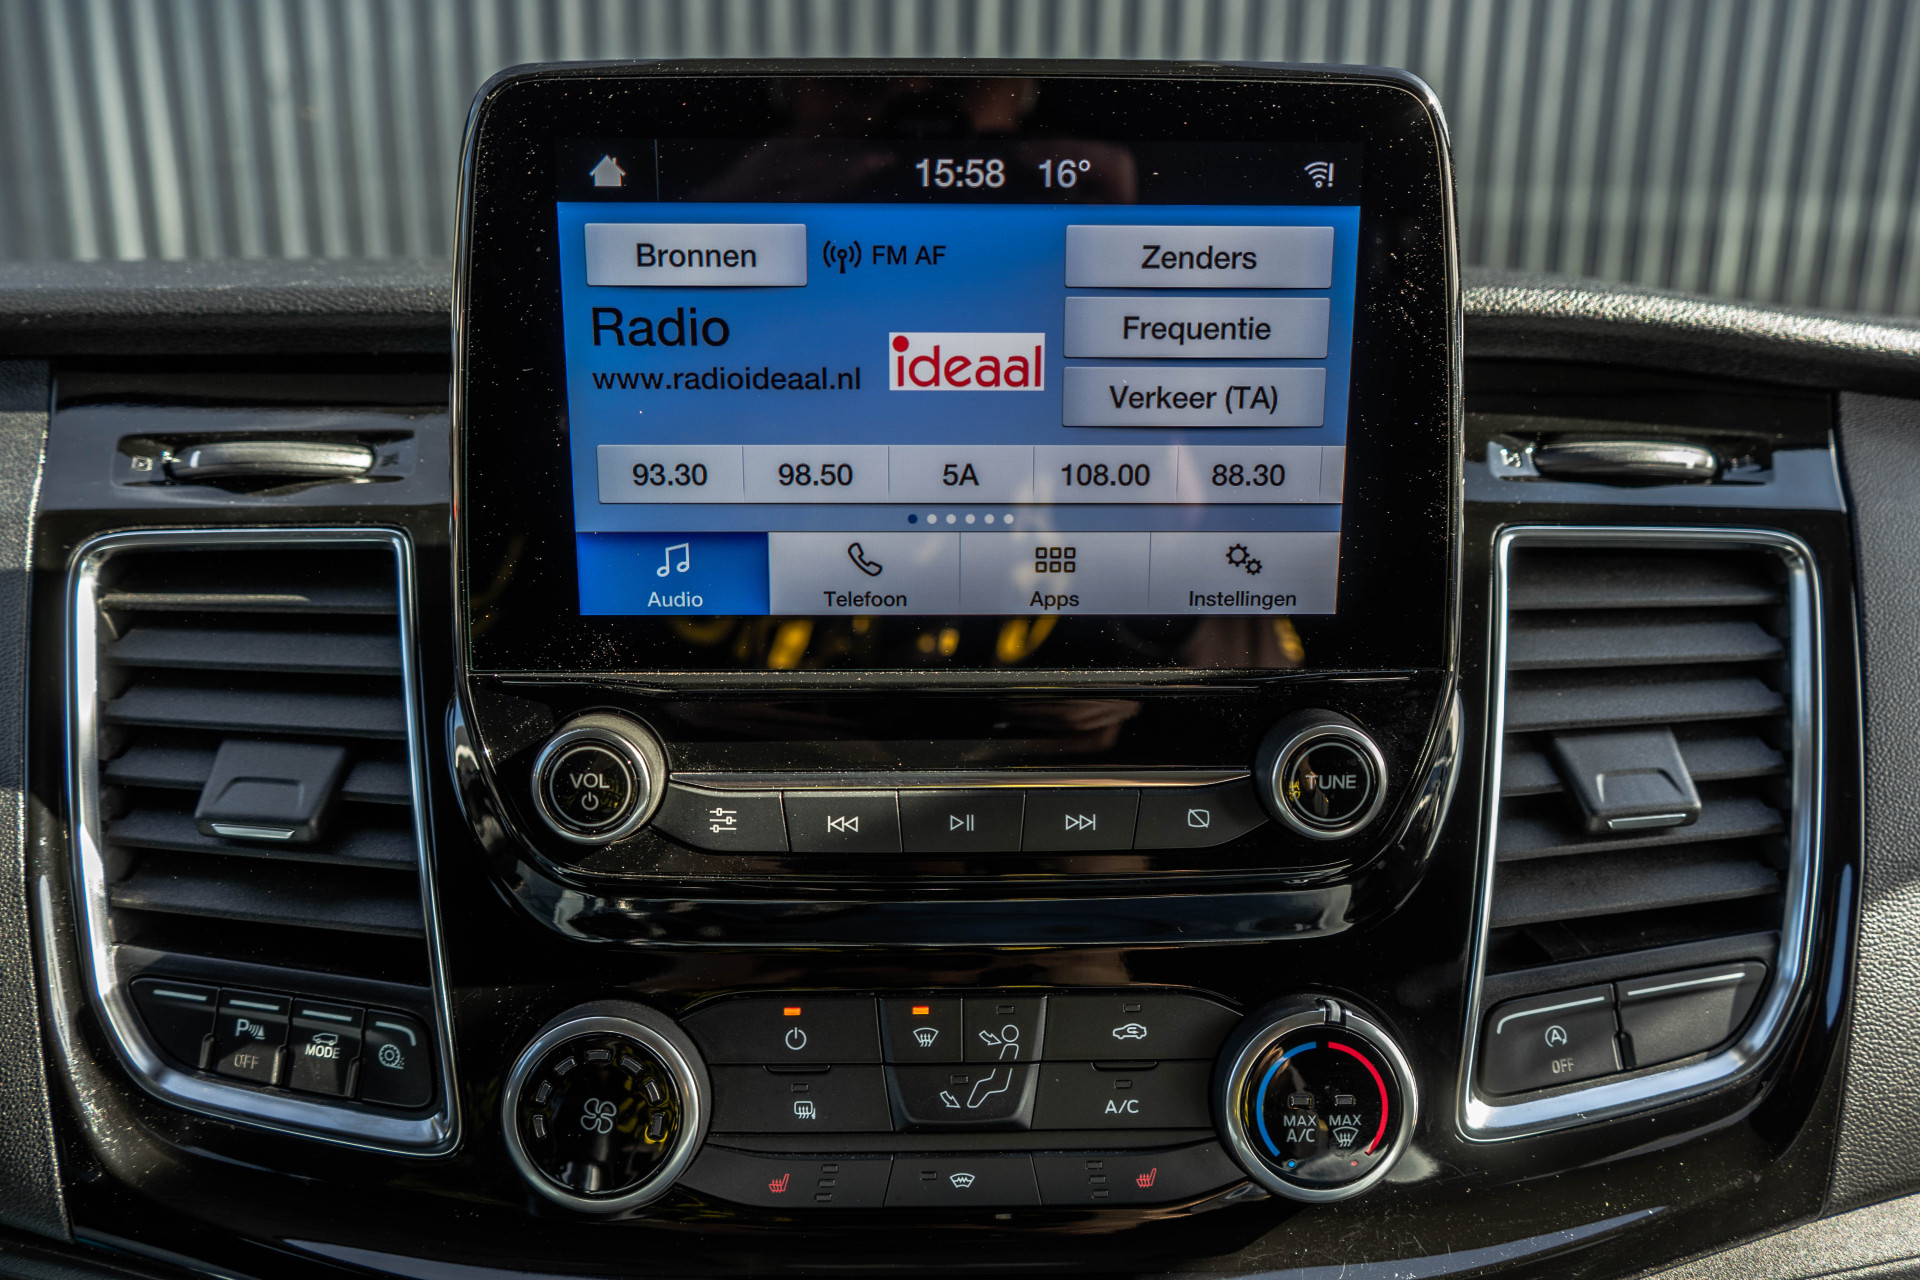 15:58 16°
Bronnen FM AF Zenders
Radio
www.radioideaal.nl
ideaal
Frequentie
Verkeer (TA)
93.30 98.50 5A 108.00 88.30
Audio Telefoon Apps Instellingen
VOL
TUNE
P OFF
MODE
A/C
MAX A/C
MAX
A OFF